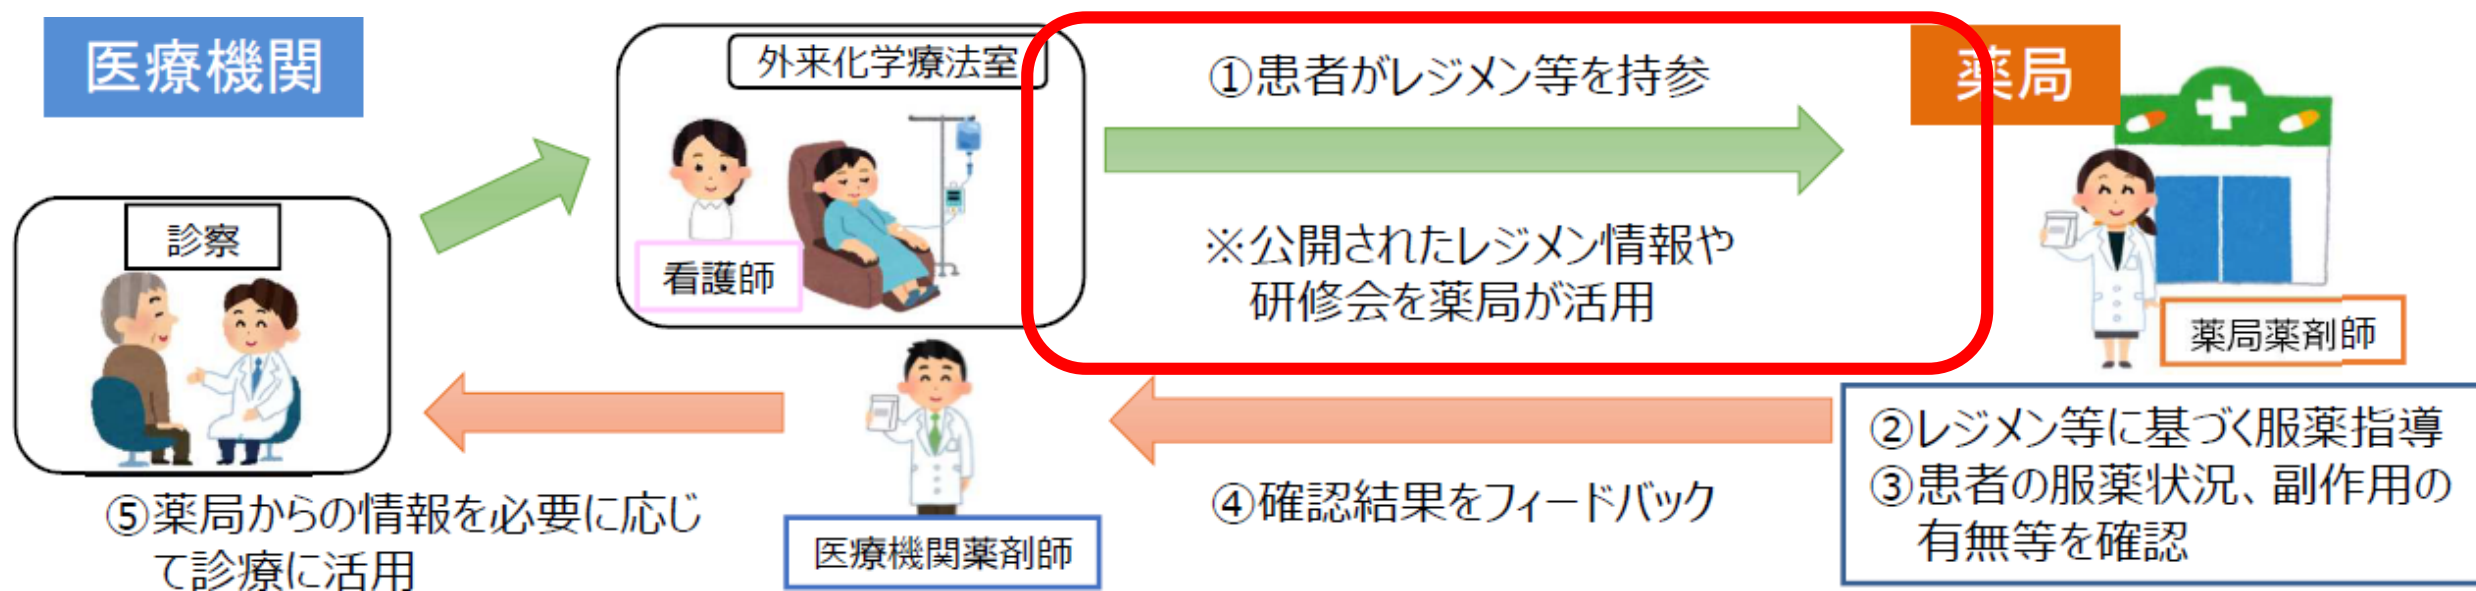 医療機関
外来化学療法室
①患者がレジメン等を持参
薬局
診察
看護師
※公開されたレジメン情報や
研修会を薬局が活用
薬局薬剤師
②レジメン等に基づく服薬指導
③患者の服薬状況、副作用の
有無等を確認
④確認結果をフィードバック
医療機関薬剤師
⑤薬局からの情報を必要に応じ
て診療に活用